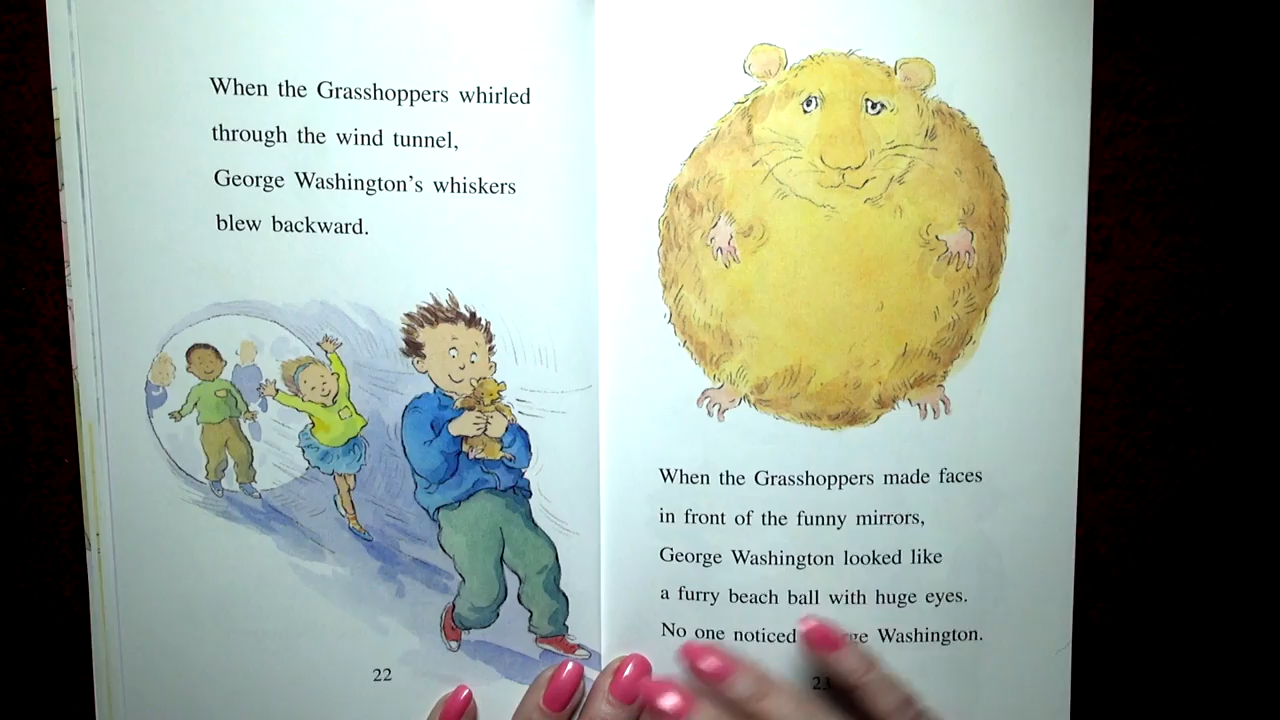 When the Grasshoppers whirled
through the wind tunnel,
George Washington's whiskers
blew backward.
22
When the Grasshoppers made faces
in front of the funny mirrors,
George Washington looked like
a furry beach ball with huge eyes.
No one noticed Washington.